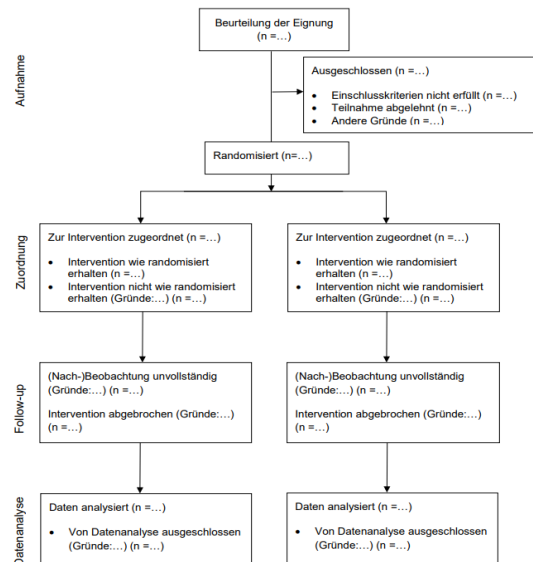 Beurteilung der Eignung
(n =...)
Aufnahme
Ausgeschlossen (n =...)
• Einschlusskriterien nicht erfüllt (n =...)
• Teilnahme abgelehnt (n =...)
• Andere Gründe (n =...)
Randomisiert (n=...)
Zuordnung
Zur Intervention zugeordnet (n =...)
• Intervention wie randomisiert
erhalten (n =...)
• Intervention nicht wie randomisiert
erhalten (Gründe:...) (n =...)
Zur Intervention zugeordnet (n =...)
• Intervention wie randomisiert
erhalten (n =...)
• Intervention nicht wie randomisiert
erhalten (Gründe:...) (n =...)
Follow-up
(Nach-)Beobachtung unvollständig
(Gründe:...) (n =...)
Intervention abgebrochen (Gründe:...)
(n =...)
(Nach-)Beobachtung unvollständig
(Gründe:...) (n =...)
Intervention abgebrochen (Gründe:...)
(n =...)
Datenanalyse
Daten analysiert (n =...)
• Von Datenanalyse ausgeschlossen
(Gründe:...) (n =...)
Daten analysiert (n =...)
• Von Datenanalyse ausgeschlossen
(Gründe:...) (n =...)